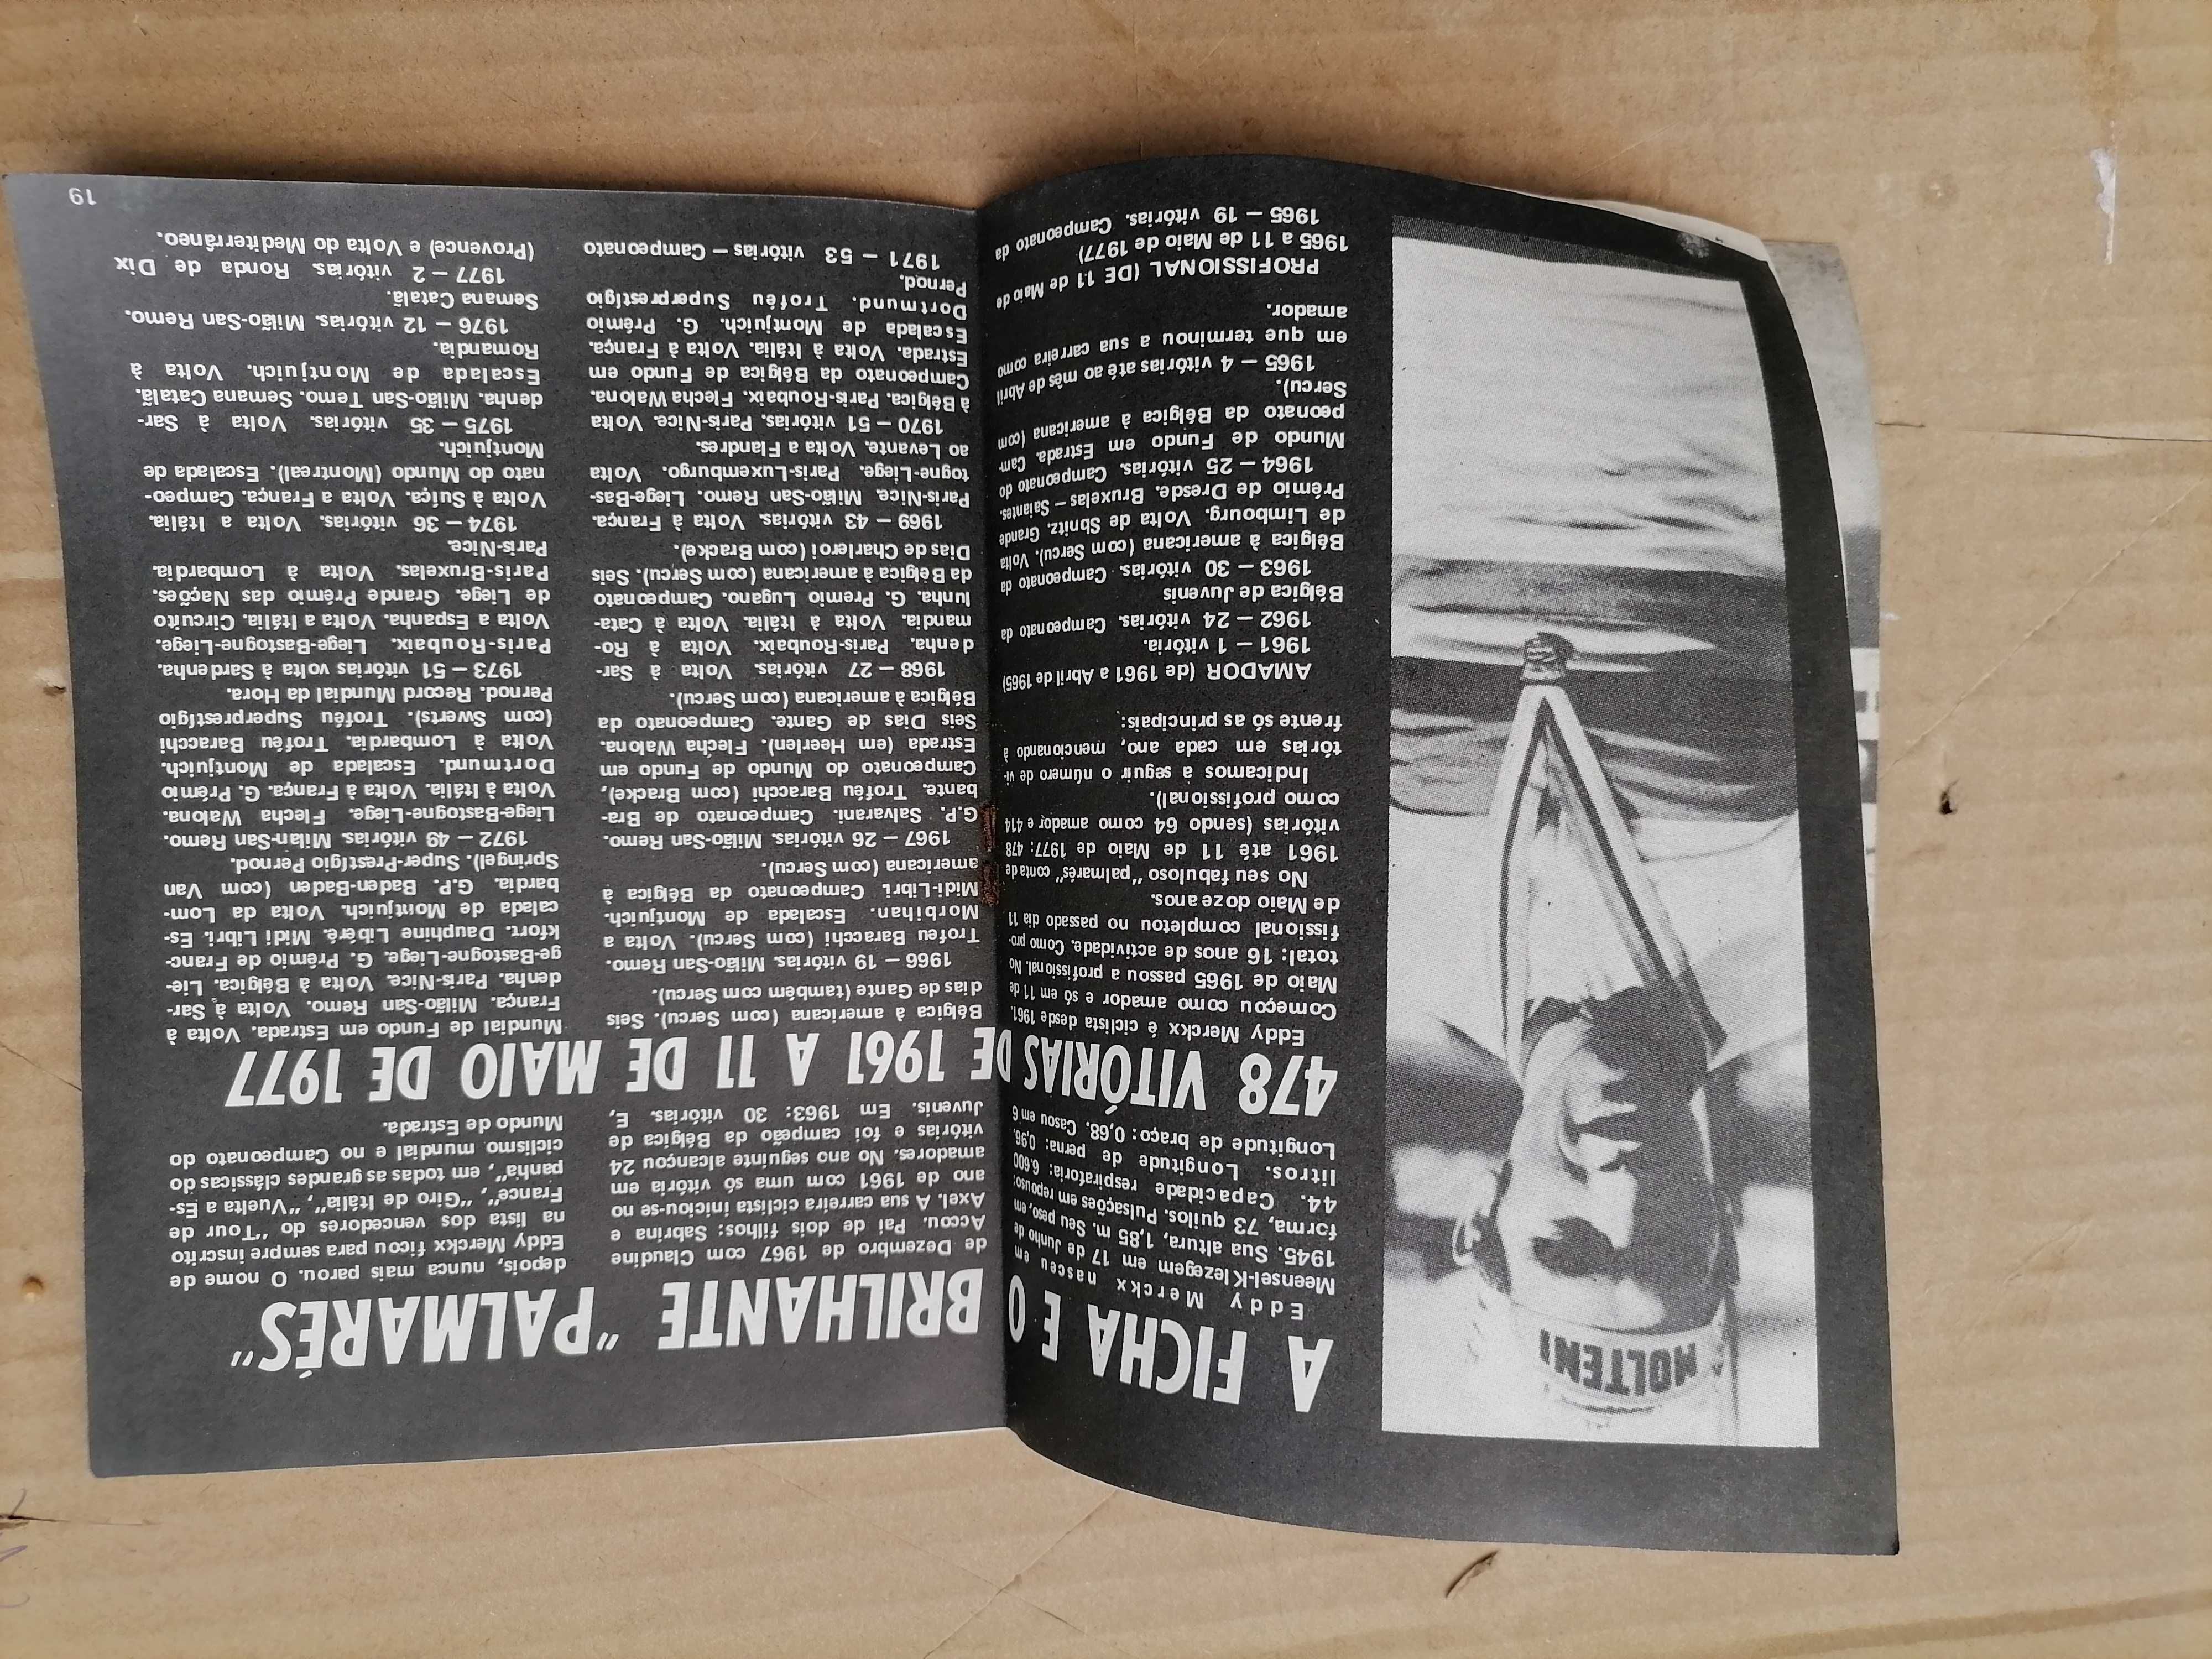 MOLTENI
A FICHA E O BRILHANTE "PALMARÉS"
Eddy Merckx nasceu em
Meensel-Klezegem em 17 de Junho de
1945. Sua altura, 1,85 m. Seu peso, em
forma, 73 quilos. Pulsações em repouso:
44. Capacidade respiratória: 6.600
litros. Longitude de perna: 0,96.
Longitude de braço: 0,68. Casou em 6
de Dezembro de 1967 com Claudine
Accou. Pai de dois filhos: Sabrina e
Axel. A sua carreira ciclista iníciou-se no
ano de 1961 com uma só vitória em
amadores. No ano seguinte alcançou 24
vitórias e foi campeão da Bélgica de
Juvenis. Em 1963: 30 vitórias. E,
depois, nunca mais parou. O nome de
Eddy Merckx ficou para sempre inscrito
na lista dos vencedores do "Tour de
France", "Giro de Itália", "Vuelta a Es-
panha", em todas as grandes clássicas do
ciclismo mundial e no Campeonato do
Mundo de Estrada.
478 VITÓRIAS DE 1961 A 11 DE MAIO DE 1977
Eddy Merckx é ciclista desde 1961.
Começou como amador e só em 11 de
Maio de 1965 passou a profissional. No
total: 16 anos de actividade. Como pro-
fissional completou no passado dia 11
de Maio doze anos.
No seu fabuloso "palmarés" conta de
1961 até 11 de Maio de 1977: 478
vitórias (sendo 64 como amador e 414
como profissional).
Indicamos a seguir o número de vi-
tórias em cada ano, mencionando à
frente só as principais:
AMADOR (de 1961 a Abril de 1965)
1961 — 1 vitória.
1962 — 24 vitórias. Campeonato da
Bélgica de Juvenis
1963 — 30 vitórias. Campeonato da
Bélgica à americana (com Sercu). Volta
de Limbourg. Volta de Sbnitz. Grande
Prémio de Dresde. Bruxelas — Saiantes.
1964 — 25 vitórias. Campeonato do
Mundo de Fundo em Estrada. Cam-
peonato da Bélgica à americana (com
Sercu).
1965 — 4 vitórias até ao mês de Abril
em que terminou a sua carreira como
amador.
PROFISSIONAL (DE 11 de Maio de
1965 a 11 de Maio de 1977)
1965 — 19 vitórias. Campeonato da
Bélgica à americana (com Sercu). Seis
dias de Gante (também com Sercu).
1966 — 19 vitórias. Milão-San Remo.
Trofeu Baracchi (com Sercu). Volta a
Morbihan. Escalada de Montjuich.
Midi-Libri. Campeonato da Bélgica à
americana (com Sercu).
1967 — 26 vitórias. Milão-San Remo.
G.P. Salvarani. Campeonato de Bra-
bante. Troféu Baracchi (com Bracke),
Campeonato do Mundo de Fundo em
Estrada (em Heerlen). Flecha Walona.
Seis Dias de Gante. Campeonato da
Bélgica à americana (com Sercu).
1968 — 27 vitórias. Volta à Sar-
denha. Paris-Roubaix. Volta à Ro-
mandia. Volta à Itália. Volta à Cata-
lunha. G. Premio Lugano. Campeonato
da Bélgica à americana (com Sercu). Seis
Dias de Charleroi (com Bracke).
1969 — 43 vitórias. Volta à França.
Paris-Nice. Milão-San Remo. Liege-Bas-
togne-Liege. Paris-Luxemburgo. Volta
ao Levante. Volta a Flandres.
1970 — 51 vitórias. Paris-Nice. Volta
à Bélgica. Paris-Roubaix. Flecha Walona.
Campeonato da Bélgica de Fundo em
Estrada. Volta à Itália. Volta à França.
Escalada de Montjuich. G. Prémio
Dortmund. Troféu Superprestígio
Pernod.
1971 — 53 vitórias — Campeonato
Mundial de Fundo em Estrada. Volta à
França. Milão-San Remo. Volta à Sar-
denha. Paris-Nice. Volta à Bélgica. Lie-
ge-Bastogne-Liege. G. Prémio de Franc-
kfort. Dauphine Libéré. Midi Libri. Es-
calada de Montjuich. Volta da Lom-
bardia. G.P. Baden-Baden (com Van
Springel). Super-Prestígio Pernod.
1972 — 49 vitórias. Milan-San Remo.
Liege-Bastogne-Liege. Flecha Walona.
Volta à Itália. Volta à França. G. Prémio
Dortmund. Escalada de Montjuich.
Volta à Lombardia. Troféu Baracchi
(com Swerts). Troféu Superprestígio
Pernod. Record Mundial da Hora.
1973 — 51 vitórias volta à Sardenha.
Paris-Roubaix. Liege-Bastogne-Liege.
Volta a Espanha. Volta a Itália. Circuito
de Liege. Grande Prémio das Nações.
Paris-Bruxelas. Volta à Lombardia.
Paris-Nice.
1974 — 36 vitórias. Volta a Itália.
Volta à Suíça. Volta a França. Campeo-
nato do Mundo (Montreal). Escalada de
Montjuich.
1975 — 35 vitórias. Volta à Sar-
denha. Milão-San Temo. Semana Catalã.
Escalada de Montjuich. Volta à
Romandia.
1976 — 12 vitórias. Milão-San Remo.
Semana Catalã.
1977 — 2 vitórias. Ronda de Dix
(Provence) e Volta do Mediterrâneo.
19